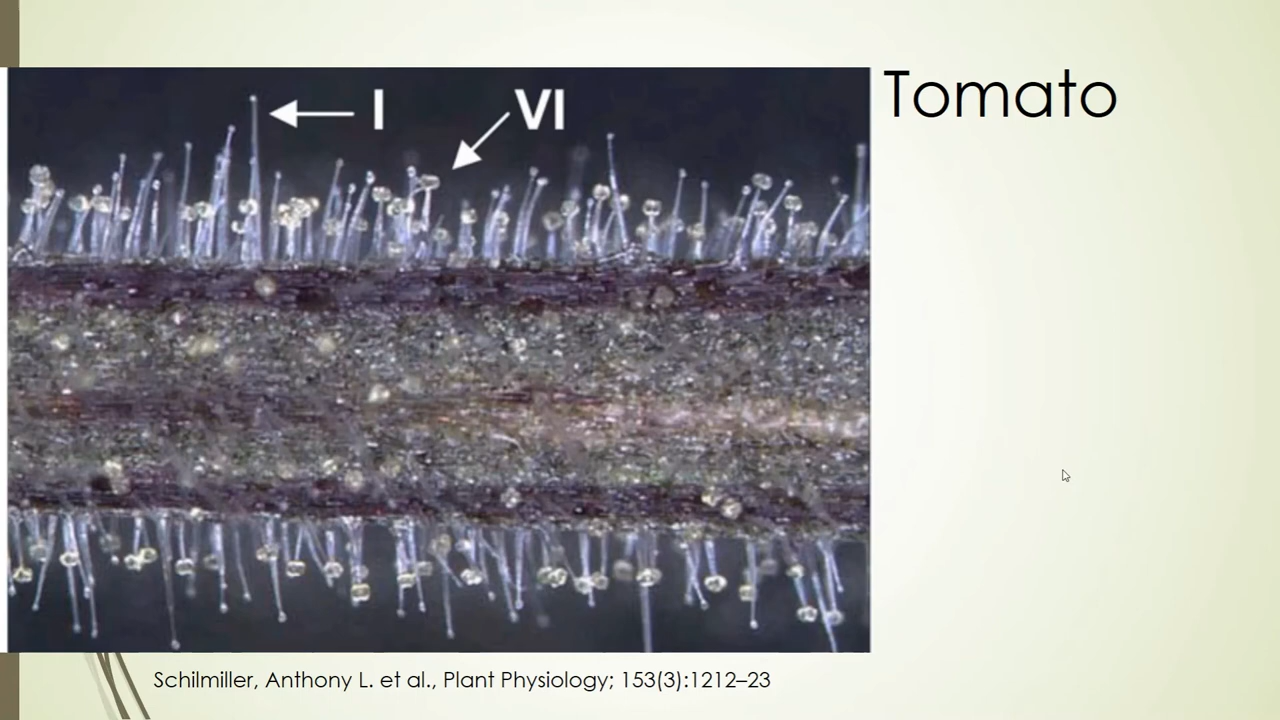 Tomato
I
VI
Schilmiller, Anthony L. et al., Plant Physiology; 153(3):1212–23